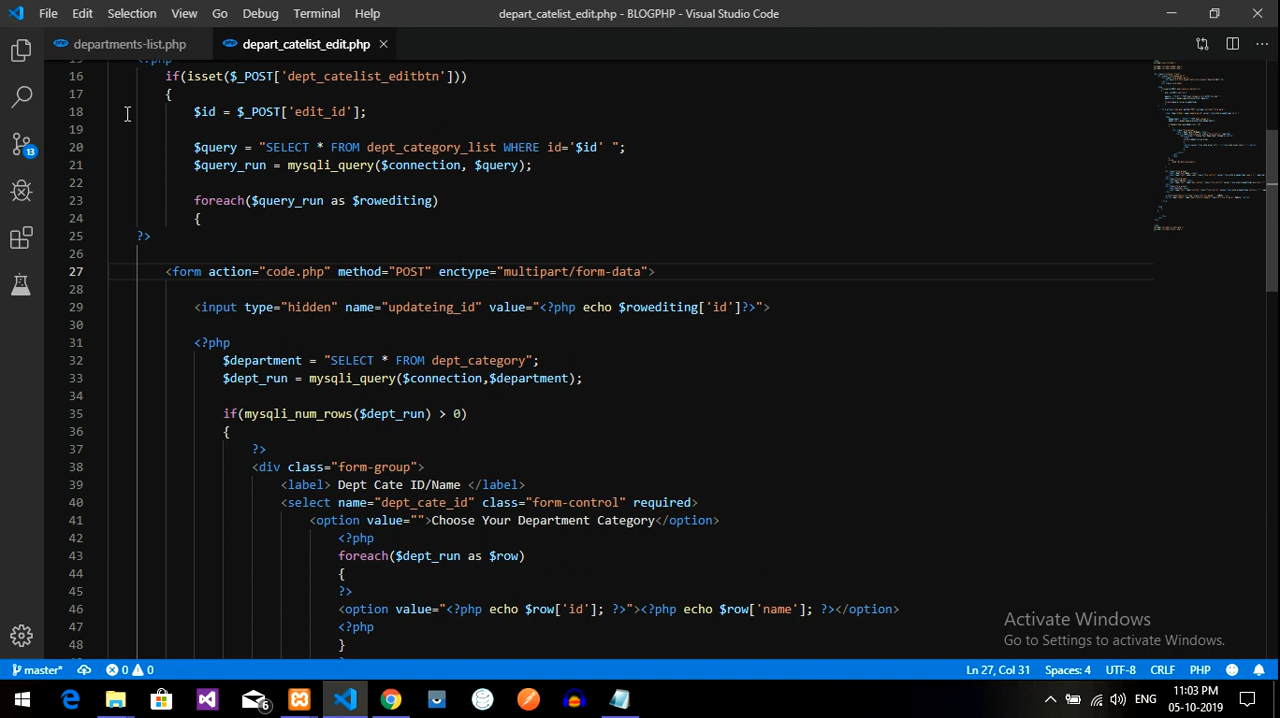 File Edit Selection View Go Debug Terminal Help depart_catelist_edit.php - BLOGPHP - Visual Studio Code
departments-list.php depart_catelist_edit.php
16 if(isset($_POST['dept_catelist_editbtn']))
17 {
18 $id = $_POST['edit_id'];
19
20 $query = "SELECT * FROM dept_category_list WHERE id='$id' ";
21 $query_run = mysqli_query($connection, $query);
22
23 foreach($query_run as $rowediting)
24 {
25 ?>
26
27 <form action="code.php" method="POST" enctype="multipart/form-data">
28
29 <input type="hidden" name="updateing_id" value="<?php echo $rowediting['id']?>">
30
31 <?php
32 $department = "SELECT * FROM dept_category";
33 $dept_run = mysqli_query($connection,$department);
34
35 if(mysqli_num_rows($dept_run) > 0)
36 {
37 ?>
38 <div class="form-group">
39 <label> Dept Cate ID/Name </label>
40 <select name="dept_cate_id" class="form-control" required>
41 <option value="">Choose Your Department Category</option>
42 <?php
43 foreach($dept_run as $row)
44 {
45 ?>
46 <option value="<?php echo $row['id']; ?>"><?php echo $row['name']; ?></option>
47 <?php
48 }
13
Activate Windows
Go to Settings to activate Windows.
master* 0 0 Ln 27, Col 31 Spaces: 4 UTF-8 CRLF PHP
6 ENG 11:03 PM
05-10-2019